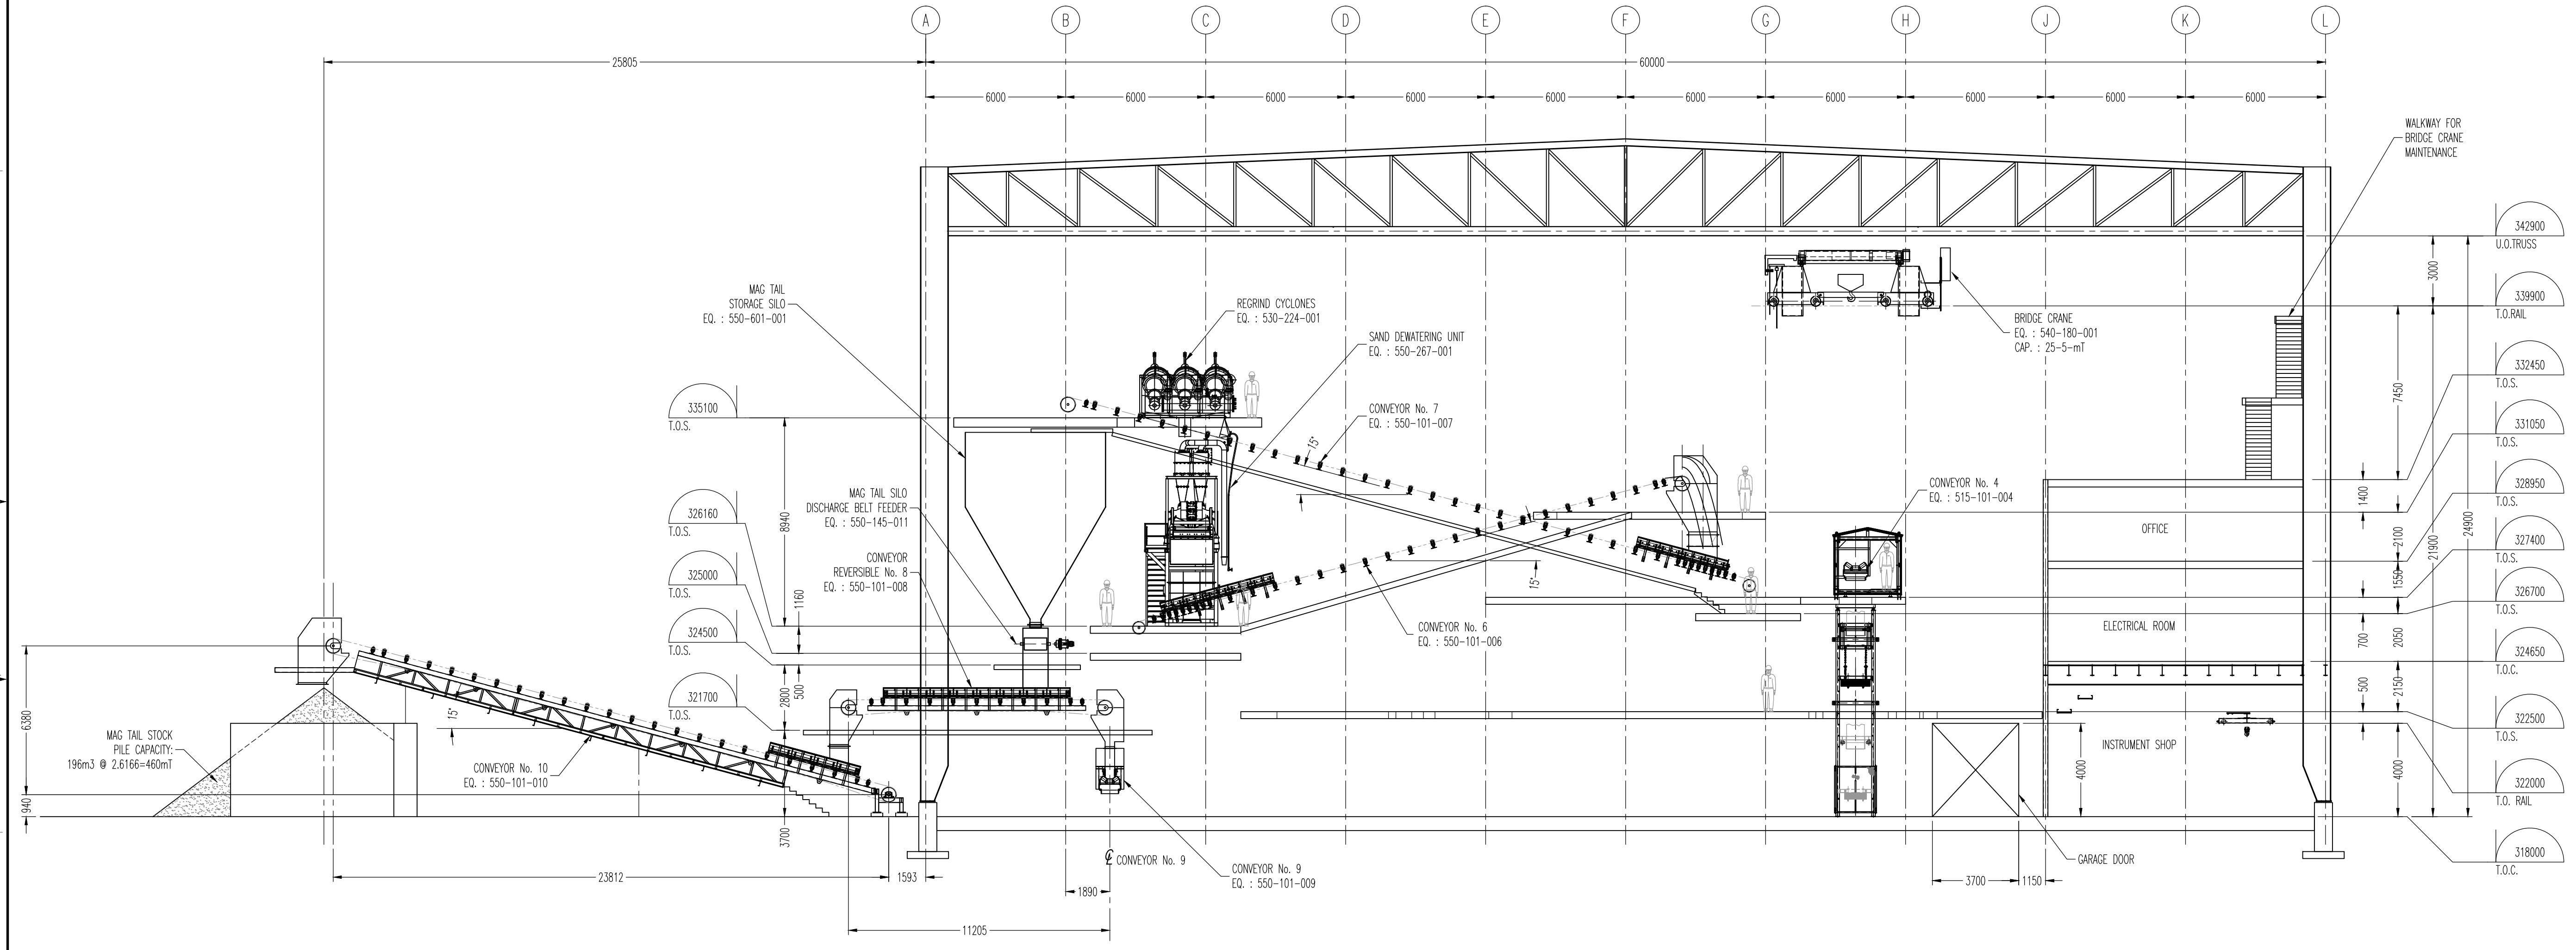 A
B
C
D
E
F
G
H
J
K
L
25805
60000
6000
6000
6000
6000
6000
6000
6000
6000
6000
6000
WALKWAY FOR
BRIDGE CRANE
MAINTENANCE
342900
U.O.TRUSS
3000
339900
T.O.RAIL
MAG TAIL
STORAGE SILO
EQ. : 550-601-001
REGRIND CYCLONES
EQ. : 530-224-001
SAND DEWATERING UNIT
EQ. : 550-267-001
BRIDGE CRANE
EQ. : 540-180-001
CAP. : 25-5-mT
332450
T.O.S.
7450
335100
T.O.S.
CONVEYOR No. 7
EQ. : 550-101-007
15°
331050
T.O.S.
1400
MAG TAIL SILO
DISCHARGE BELT FEEDER
EQ. : 550-145-011
CONVEYOR No. 4
EQ. : 515-101-004
328950
T.O.S.
8940
326160
T.O.S.
OFFICE
2100
21900
24900
327400
T.O.S.
CONVEYOR
REVERSIBLE No. 8
EQ. : 550-101-008
325000
T.O.S.
15°
1550
326700
T.O.S.
1160
CONVEYOR No. 6
EQ. : 550-101-006
ELECTRICAL ROOM
700
2050
324500
T.O.S.
324650
T.O.C.
321700
T.O.S.
2800
500
500
2150
322500
T.O.S.
6380
15°
MAG TAIL STOCK
PILE CAPACITY:
196m3 @ 2.6166=460mT
CONVEYOR No. 10
EQ. : 550-101-010
INSTRUMENT SHOP
4000
4000
322000
T.O. RAIL
940
3700
318000
T.O.C.
℄ CONVEYOR No. 9
CONVEYOR No. 9
EQ. : 550-101-009
GARAGE DOOR
23812
1593
1890
3700
1150
11205